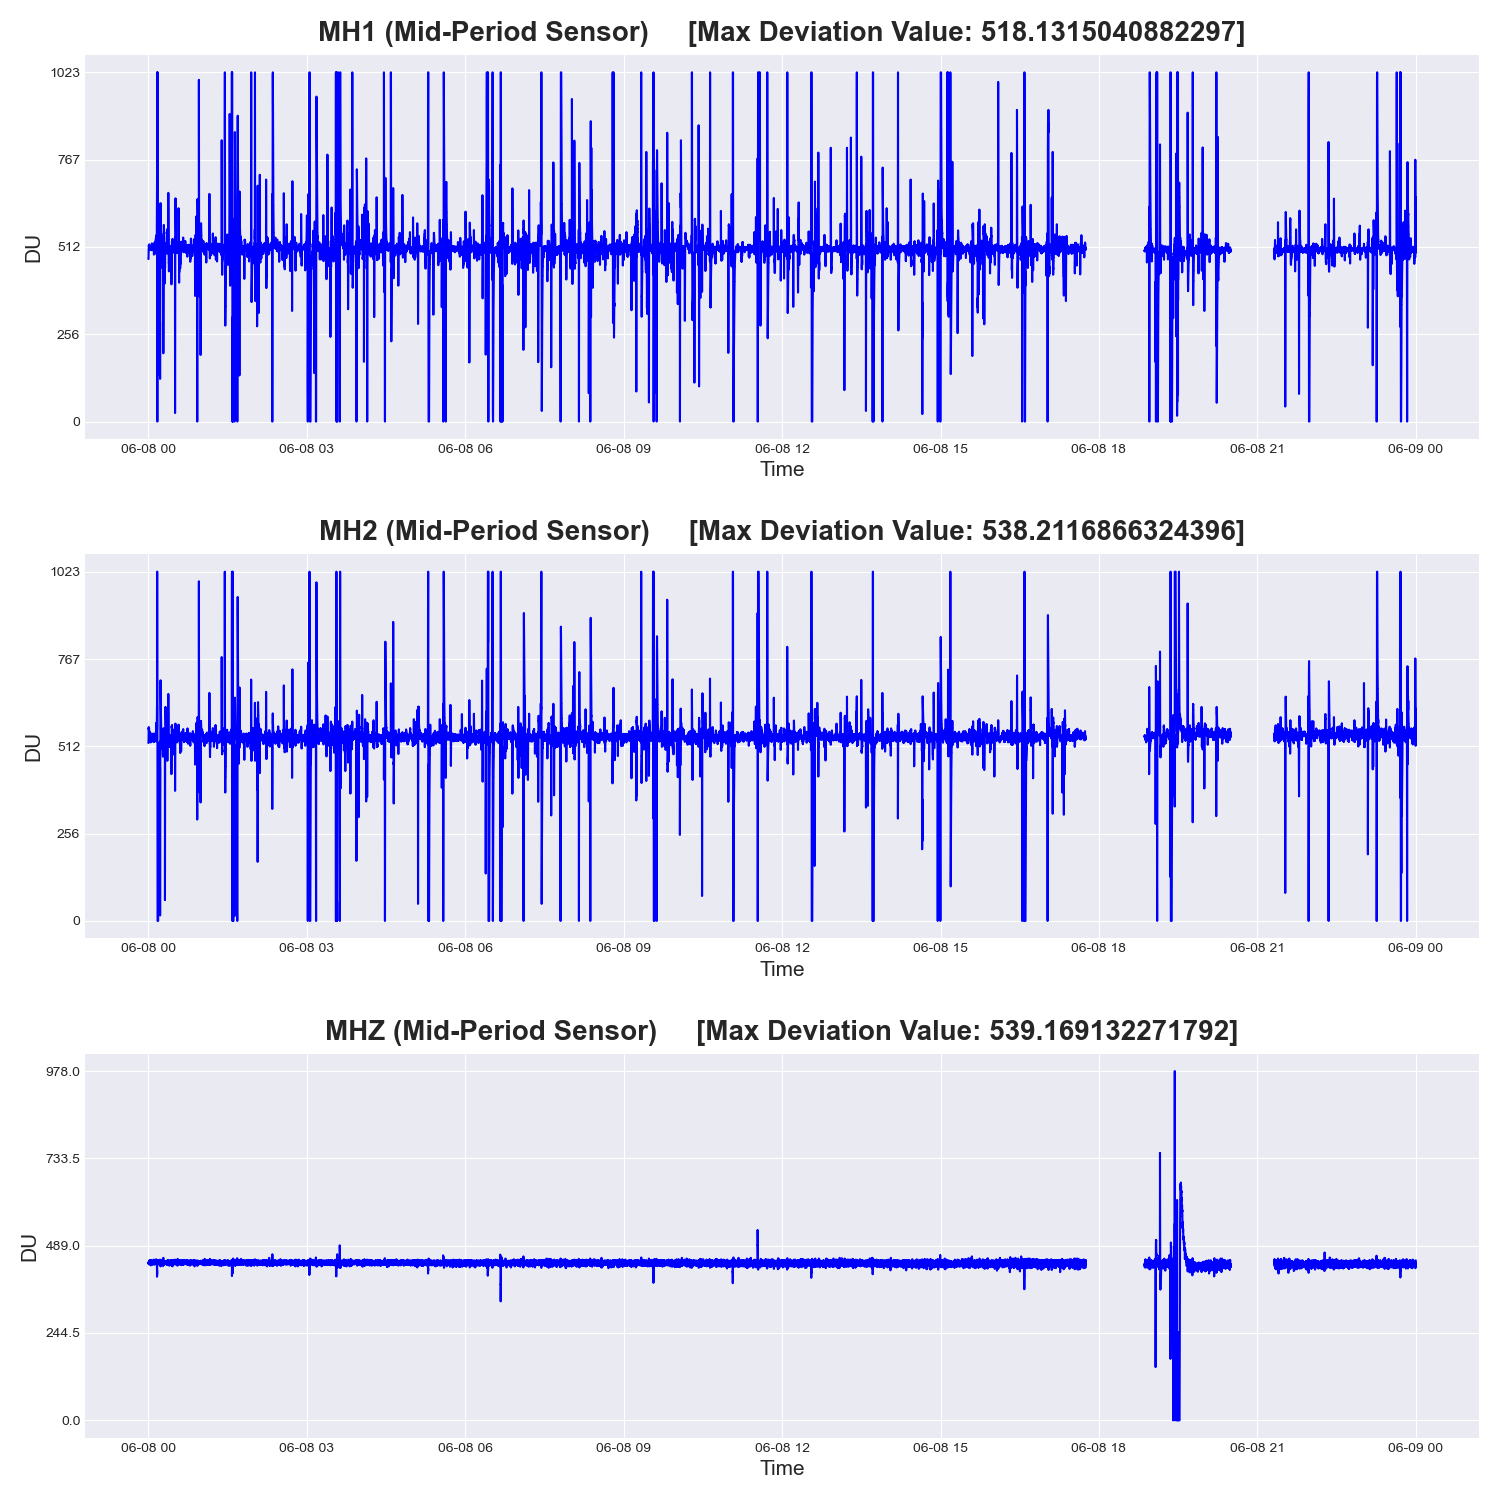 MH1 (Mid-Period Sensor) [Max Deviation Value: 518.1315040882297]
1023
767
512
256
0
DU
06-08 00 06-08 03 06-08 06 06-08 09 06-08 12 06-08 15 06-08 18 06-08 21 06-09 00
Time
MH2 (Mid-Period Sensor) [Max Deviation Value: 538.2116866324396]
1023
767
512
256
0
DU
06-08 00 06-08 03 06-08 06 06-08 09 06-08 12 06-08 15 06-08 18 06-08 21 06-09 00
Time
MHZ (Mid-Period Sensor) [Max Deviation Value: 539.169132271792]
978.0
733.5
489.0
244.5
0.0
DU
06-08 00 06-08 03 06-08 06 06-08 09 06-08 12 06-08 15 06-08 18 06-08 21 06-09 00
Time